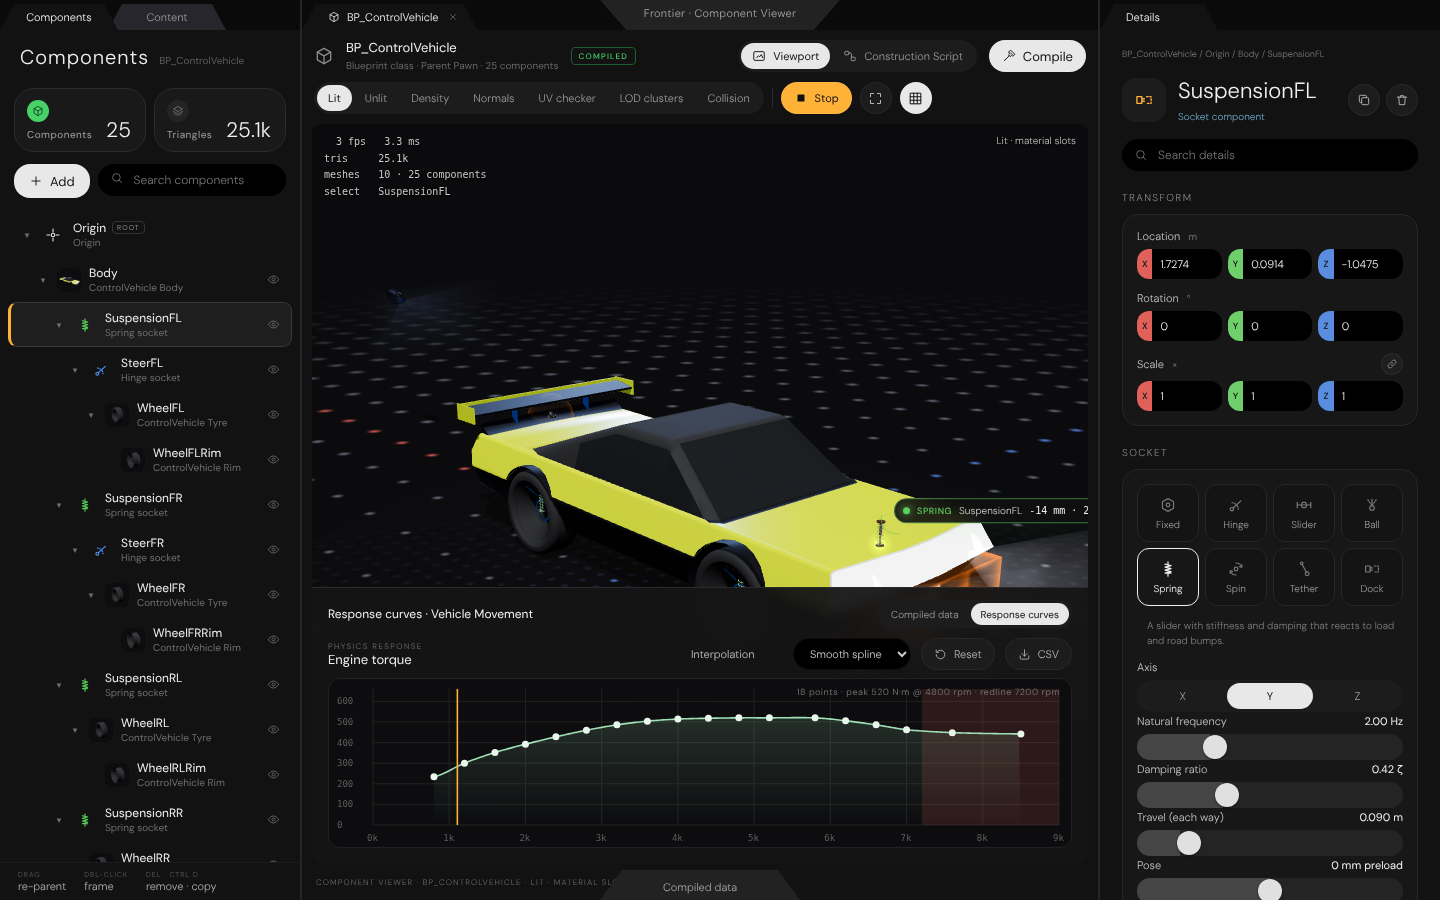 Components
Content
Components
BP_ControlVehicle
Components
25
Triangles
25.1k
Add
Search components
Origin
ROOT
Origin
Body
ControlVehicle Body
SuspensionFL
Spring socket
SteerFL
Hinge socket
WheelFL
ControlVehicle Tyre
WheelFLRim
ControlVehicle Rim
SuspensionFR
Spring socket
SteerFR
Hinge socket
WheelFR
ControlVehicle Tyre
WheelFRRim
ControlVehicle Rim
SuspensionRL
Spring socket
WheelRL
ControlVehicle Tyre
WheelRLRim
ControlVehicle Rim
SuspensionRR
Spring socket
WheelRR
DRAG
re-parent
DBL-CLICK
frame
DEL · CTRL D
remove · copy
BP_ControlVehicle ×
Frontier · Component Viewer
BP_ControlVehicle
Blueprint class · Parent Pawn · 25 components
COMPILED
Viewport
Construction Script
Compile
Lit
Unlit
Density
Normals
UV checker
LOD clusters
Collision
Stop
3 fps 3.3 ms
tris 25.1k
meshes 10 · 25 components
select SuspensionFL
Lit · material slots
SPRING SuspensionFL -14 mm · 2
Response curves · Vehicle Movement
Compiled data
Response curves
PHYSICS RESPONSE
Engine torque
Interpolation
Smooth spline
Reset
CSV
18 points · peak 520 N·m @ 4800 rpm · redline 7200 rpm
600
500
400
300
200
100
0
0k
1k
2k
3k
4k
5k
6k
7k
8k
9k
COMPONENT VIEWER · BP_CONTROLVEHICLE · LIT · MATERIAL SL
Compiled data
Details
BP_ControlVehicle / Origin / Body / SuspensionFL
SuspensionFL
Socket component
Search details
TRANSFORM
Location m
X 1.7274
Y 0.0914
Z -1.0475
Rotation °
X 0
Y 0
Z 0
Scale ×
X 1
Y 1
Z 1
SOCKET
Fixed
Hinge
Slider
Ball
Spring
Spin
Tether
Dock
A slider with stiffness and damping that reacts to load
and road bumps.
Axis
X
Y
Z
Natural frequency
2.00 Hz
Damping ratio
0.42 ζ
Travel (each way)
0.090 m
Pose
0 mm preload